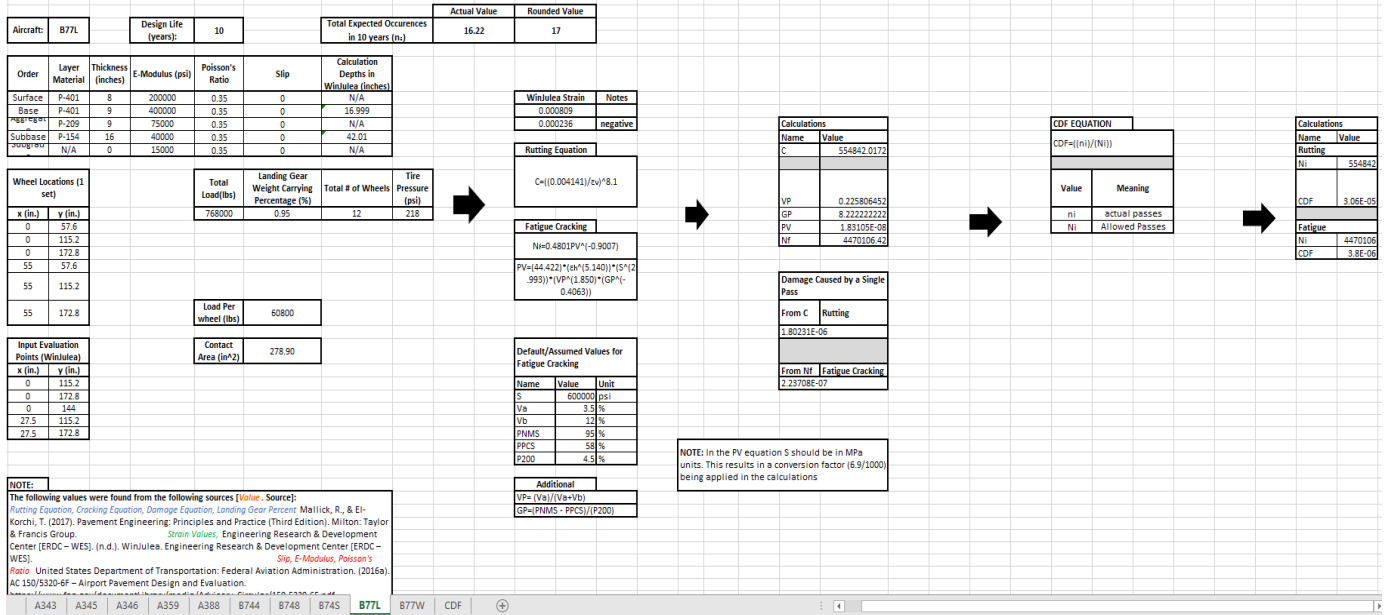 Actual Value Rounded Value
Aircraft: B77L Design Life (years): 10 Total Expected Occurences in 10 years (nᵢ) 16.22 17
Order Layer Material Thickness (inches) E-Modulus (psi) Poisson's Ratio Slip Calculation Depths in WinJulea (inches)
Surface P-401 8 200000 0.35 0 N/A
Base P-401 9 400000 0.35 0 16.999
P-209 9 75000 0.35 0 N/A
Subbase P-154 16 40000 0.35 0 42.01
N/A 0 15000 0.35 0 N/A
Wheel Locations (1 set)
x (in.) y (in.)
0 57.6
0 115.2
0 172.8
55 57.6
55 115.2
55 172.8
Total Load(lbs) Landing Gear Weight Carrying Percentage (%) Total # of Wheels Tire Pressure (psi)
768000 0.95 12 218
Load Per wheel (lbs) 60800
Contact Area (in^2) 278.90
Input Evaluation Points (WinJulea)
x (in.) y (in.)
0 115.2
0 172.8
0 144
27.5 115.2
27.5 172.8
NOTE:
The following values were found from the following sources [Value , Source]:
Rutting Equation, Cracking Equation, Damage Equation, Landing Gear Percent Mallick, R., & El-
Korchi, T. (2017). Pavement Engineering: Principles and Practice (Third Edition). Milton: Taylor
& Francis Group. Strain Values, Engineering Research & Development
Center [ERDC – WES]. (n.d.). WinJulea. Engineering Research & Development Center [ERDC –
WES]. Slip, E-Modulus, Poisson's
Ratio United States Department of Transportation: Federal Aviation Administration. (2016a).
AC 150/5320-6F – Airport Pavement Design and Evaluation.
WinJulea Strain Notes
0.000809
0.000236 negative
Rutting Equation
C=((0.004141)/εv)^8.1
Fatigue Cracking
Nf=0.4801PV^(-0.9007)
PV=(44.422)*(εh^(5.140))*(S^(2
.993))*(VP^(1.850)*(GP^(-
0.4063))
Default/Assumed Values for
Fatigue Cracking
Name Value Unit
S 600000 psi
Va 3.5 %
Vb 12 %
PNMS 95 %
PPCS 58 %
P200 4.5 %
Additional
VP= (Va)/(Va+Vb)
GP=(PNMS - PPCS)/(P200)
Calculations
Name Value
C 554842.0172
VP 0.225806452
GP 8.222222222
PV 1.83105E-08
Nf 4470106.42
Damage Caused by a Single
Pass
From C Rutting
1.80231E-06
From Nf Fatigue Cracking
2.23708E-07
NOTE: In the PV equation S should be in MPa
units. This results in a conversion factor (6.9/1000)
being applied in the calculations
CDF EQUATION
CDF=((ni)/(Ni))
Value Meaning
ni actual passes
Ni Allowed Passes
Calculations
Name Value
Rutting
Ni 554842
CDF 3.06E-05
Fatigue
Ni 4470106
CDF 3.8E-06
A343 A345 A346 A359 A388 B744 B748 B74S B77L B77W CDF